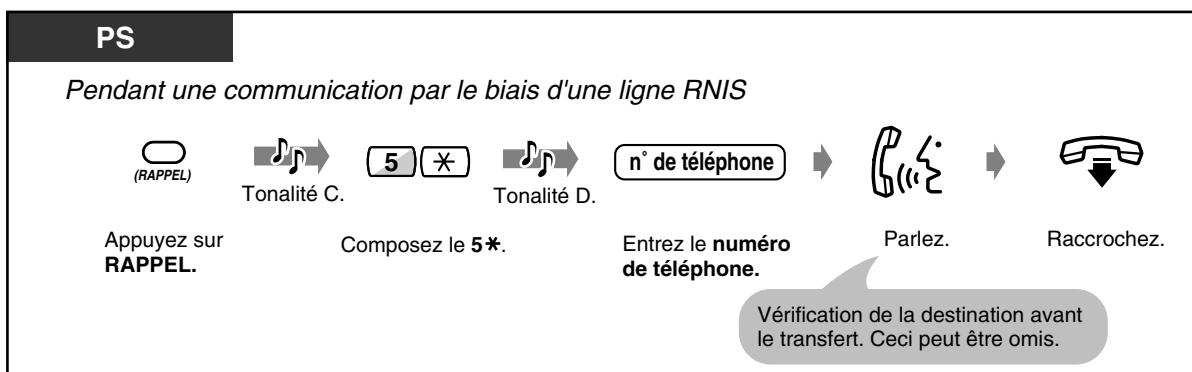 PS
Pendant une communication par le biais d'une ligne RNIS
(RAPPEL)
5 *
n° de téléphone
Tonalité C.
Tonalité D.
Appuyez sur
RAPPEL.
Composez le 5*.
Entrez le numéro
de téléphone.
Parlez.
Raccrochez.
Vérification de la destination avant
le transfert. Ceci peut être omis.